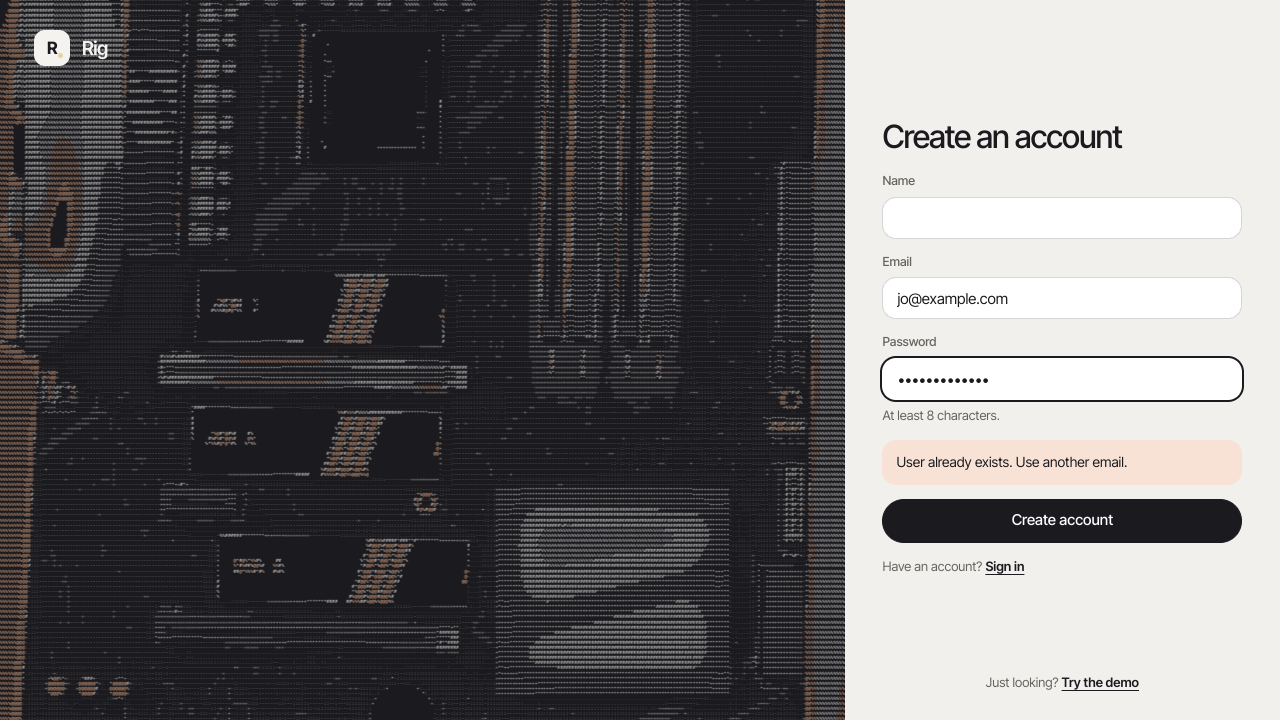 R.
Rig
Create an account
Name
Email
jo@example.com
Password
•••••••••••••
At least 8 characters.
User already exists. Use another email.
Create account
Have an account? Sign in
Just looking? Try the demo